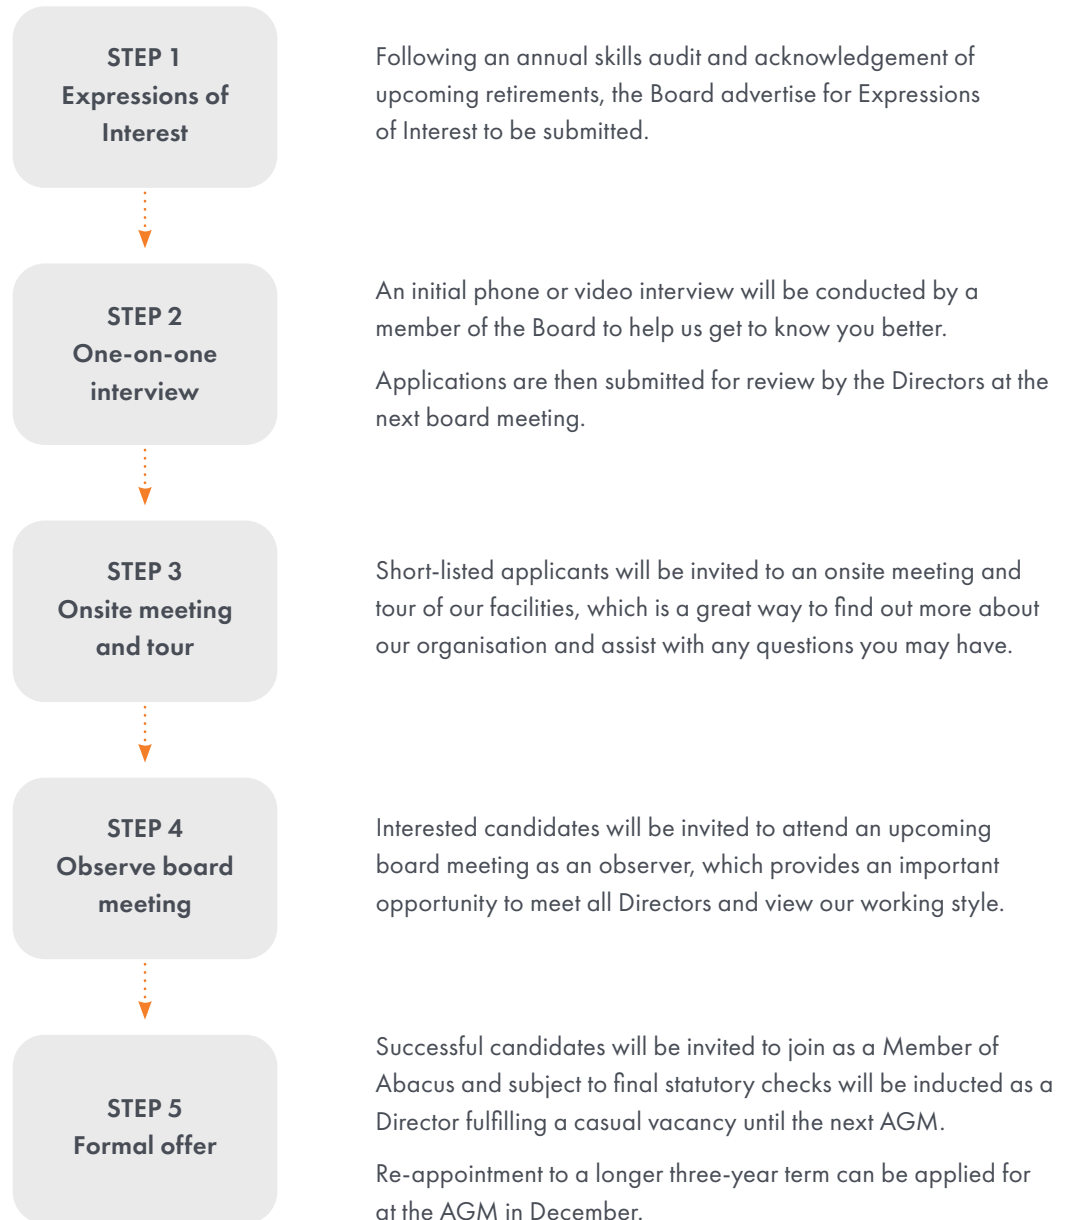 STEP 1
Expressions of
Interest
Following an annual skills audit and acknowledgement of
upcoming retirements, the Board advertise for Expressions
of Interest to be submitted.
STEP 2
One-on-one
interview
An initial phone or video interview will be conducted by a
member of the Board to help us get to know you better.
Applications are then submitted for review by the Directors at the
next board meeting.
STEP 3
Onsite meeting
and tour
Short-listed applicants will be invited to an onsite meeting and
tour of our facilities, which is a great way to find out more about
our organisation and assist with any questions you may have.
STEP 4
Observe board
meeting
Interested candidates will be invited to attend an upcoming
board meeting as an observer, which provides an important
opportunity to meet all Directors and view our working style.
STEP 5
Formal offer
Successful candidates will be invited to join as a Member of
Abacus and subject to final statutory checks will be inducted as a
Director fulfilling a casual vacancy until the next AGM.
Re-appointment to a longer three-year term can be applied for
at the AGM in December.